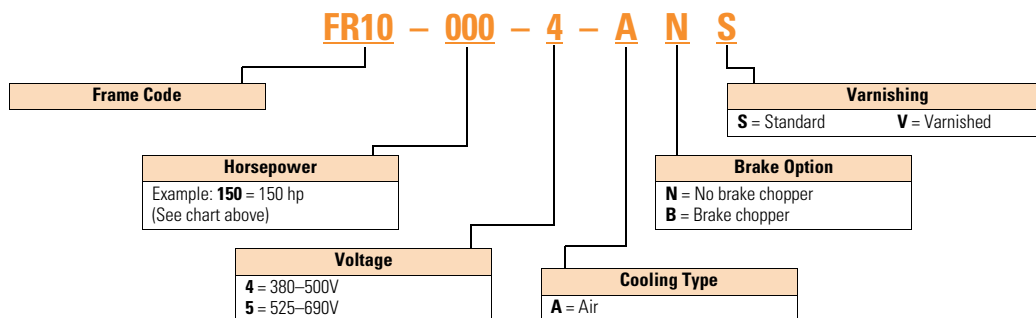 FR10 – 000 – 4 – A N S
Frame Code
Varnishing
S = Standard V = Varnished
Horsepower
Example: 150 = 150 hp
(See chart above)
Brake Option
N = No brake chopper
B = Brake chopper
Voltage
4 = 380–500V
5 = 525–690V
Cooling Type
A = Air